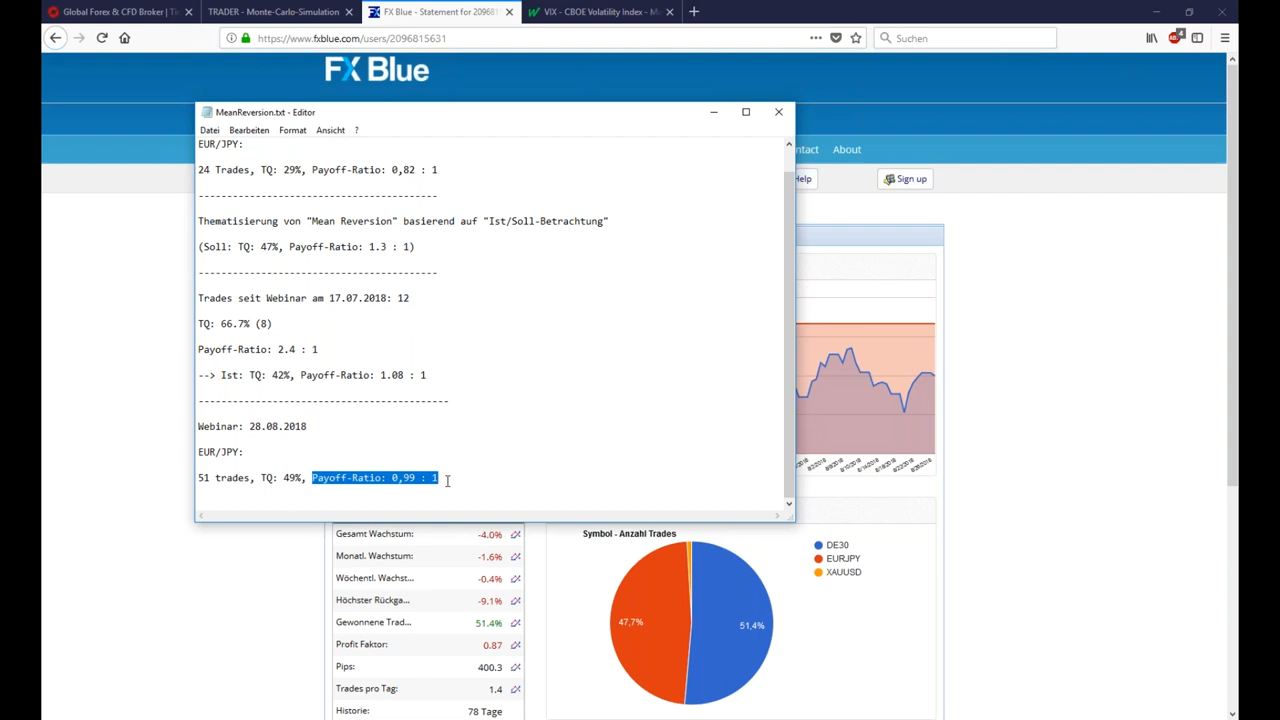 Global Forex & CFD Broker | Ti
TRADER - Monte-Carlo-Simulation
FX Blue - Statement for 209681
VIX - CBOE Volatility Index - Ma
https://www.fxblue.com/users/2096815631
Suchen
4
FX Blue
MeanReversion.txt - Editor
Datei Bearbeiten Format Ansicht ?
EUR/JPY:
24 Trades, TQ: 29%, Payoff-Ratio: 0,82 : 1
------------------------------------------
Thematisierung von "Mean Reversion" basierend auf "Ist/Soll-Betrachtung"
(Soll: TQ: 47%, Payoff-Ratio: 1.3 : 1)
------------------------------------------
Trades seit Webinar am 17.07.2018: 12
TQ: 66.7% (8)
Payoff-Ratio: 2.4 : 1
--> Ist: TQ: 42%, Payoff-Ratio: 1.08 : 1
--------------------------------------------
Webinar: 28.08.2018
EUR/JPY:
51 trades, TQ: 49%, Payoff-Ratio: 0,99 : 1
ntact About
Help
Sign up
Gesamt Wachstum: -4.0%
Monatl. Wachstum: -1.6%
Wöchentl. Wachst... -0.4%
Höchster Rückga... -9.1%
Gewonnene Trad... 51.4%
Profit Faktor: 0.87
Pips: 400.3
Trades pro Tag: 1.4
Historie: 78 Tage
Symbol - Anzahl Trades
47,7%
51,4%
DE30
EURJPY
XAUUSD